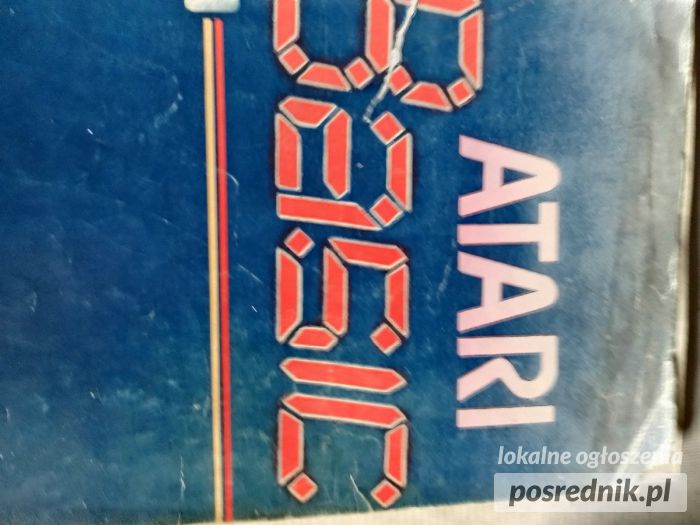 ATARI
Basic
lokalne ogłoszenia
posrednik.pl